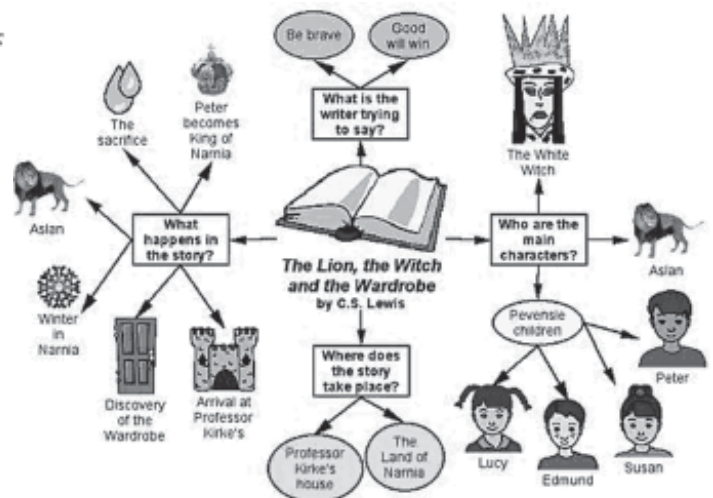 Be brave
Good
will win
What is the
writer trying
to say?
The
sacrifice
Peter
becomes
King of
Narnia
The White
Witch
Aslan
What
happens in
the story?
Who are the
main
characters?
Aslan
The Lion, the Witch
and the Wardrobe
by C.S. Lewis
Winter
in
Narnia
Pevensie
children
Peter
Discovery
of the
Wardrobe
Arrival at
Professor
Kirke's
Where does
the story
take place?
Professor
Kirke's
house
The
Land of
Narnia
Lucy
Edmund
Susan